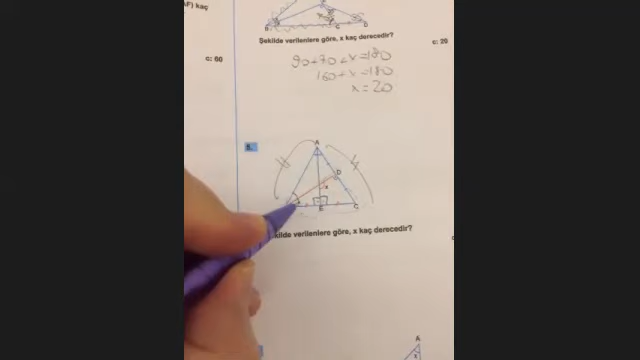 AF) kaç
Şekilde verilenlere göre, x kaç derecedir?
c: 20
90+70+x=180
c: 60
160+x=180
x=20
8.
A
D
x
E
C
kilde verilenlere göre, x kaç derecedir?
A
x